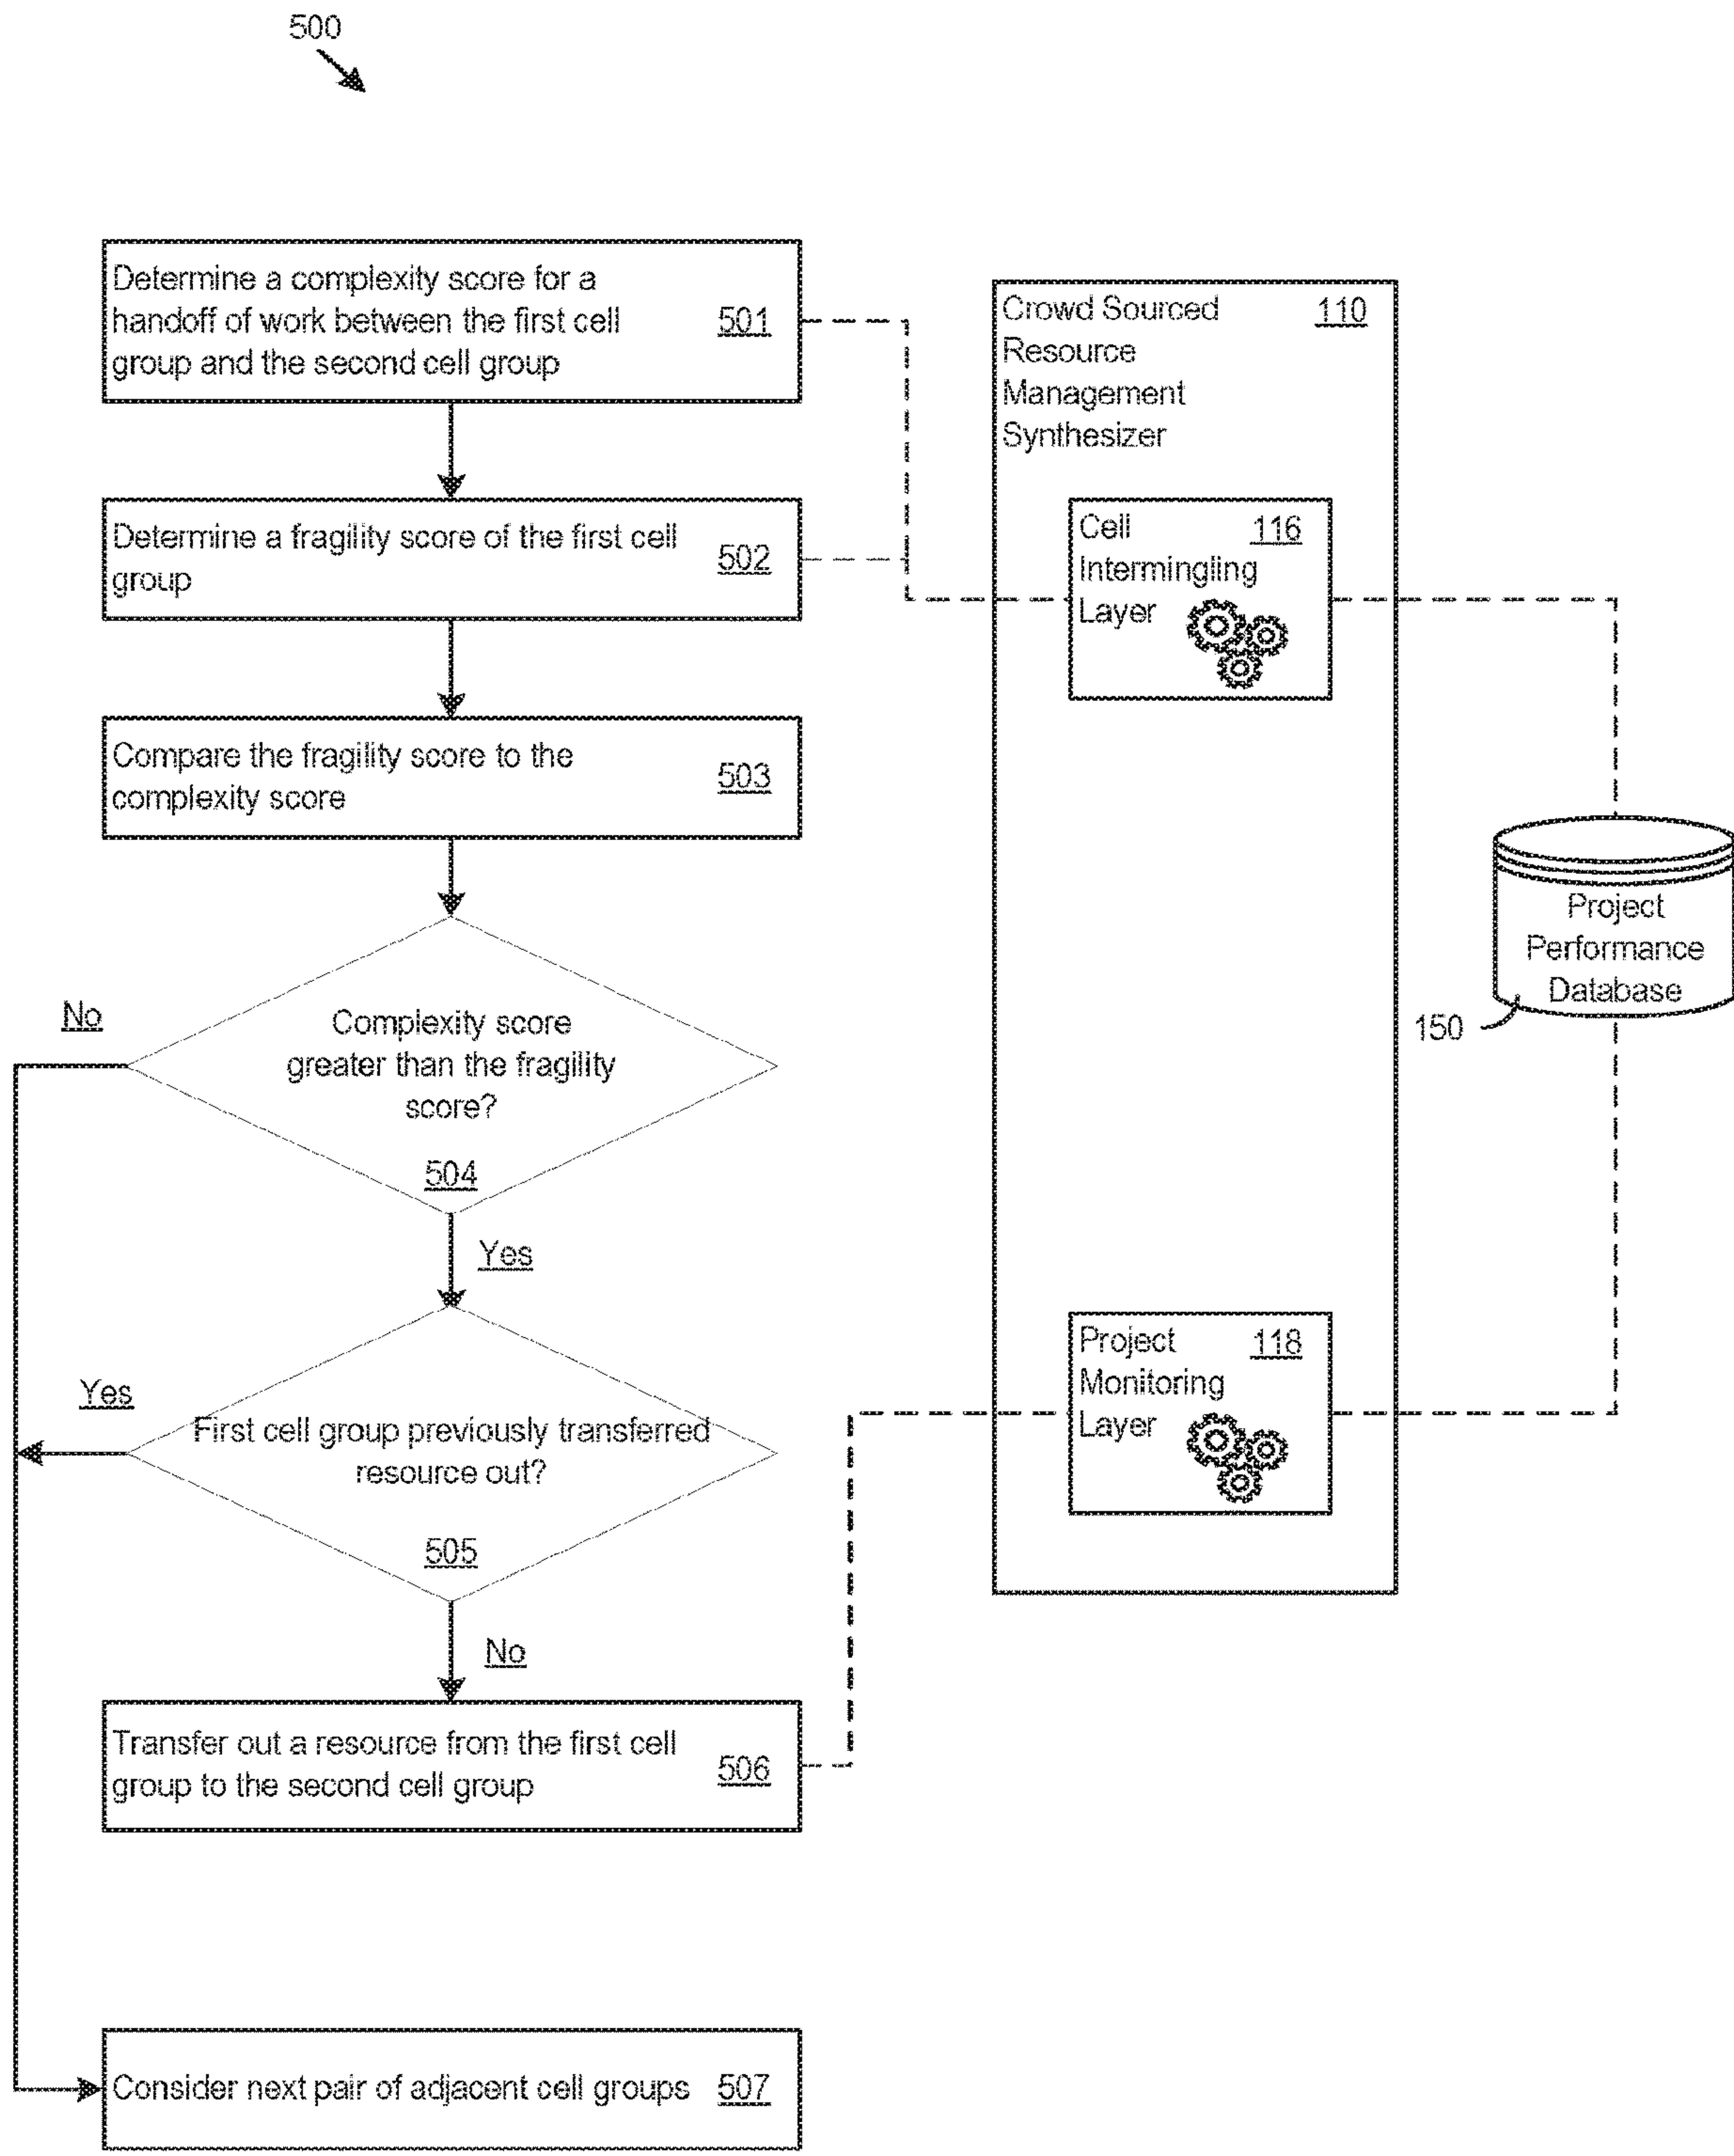 500
Determine a complexity score for a
handoff of work between the first cell
group and the second cell group
501
Determine a fragility score of the first cell
group
502
Compare the fragility score to the
complexity score
503
No
Complexity score
greater than the fragility
score?
504
Yes
Yes
First cell group previously transferred
resource out?
505
No
Transfer out a resource from the first cell
group to the second cell group
506
Consider next pair of adjacent cell groups
507
Crowd Sourced
Resource
Management
Synthesizer
110
Cell
Intermingling
Layer
116
Project
Monitoring
Layer
118
Project
Performance
Database
150